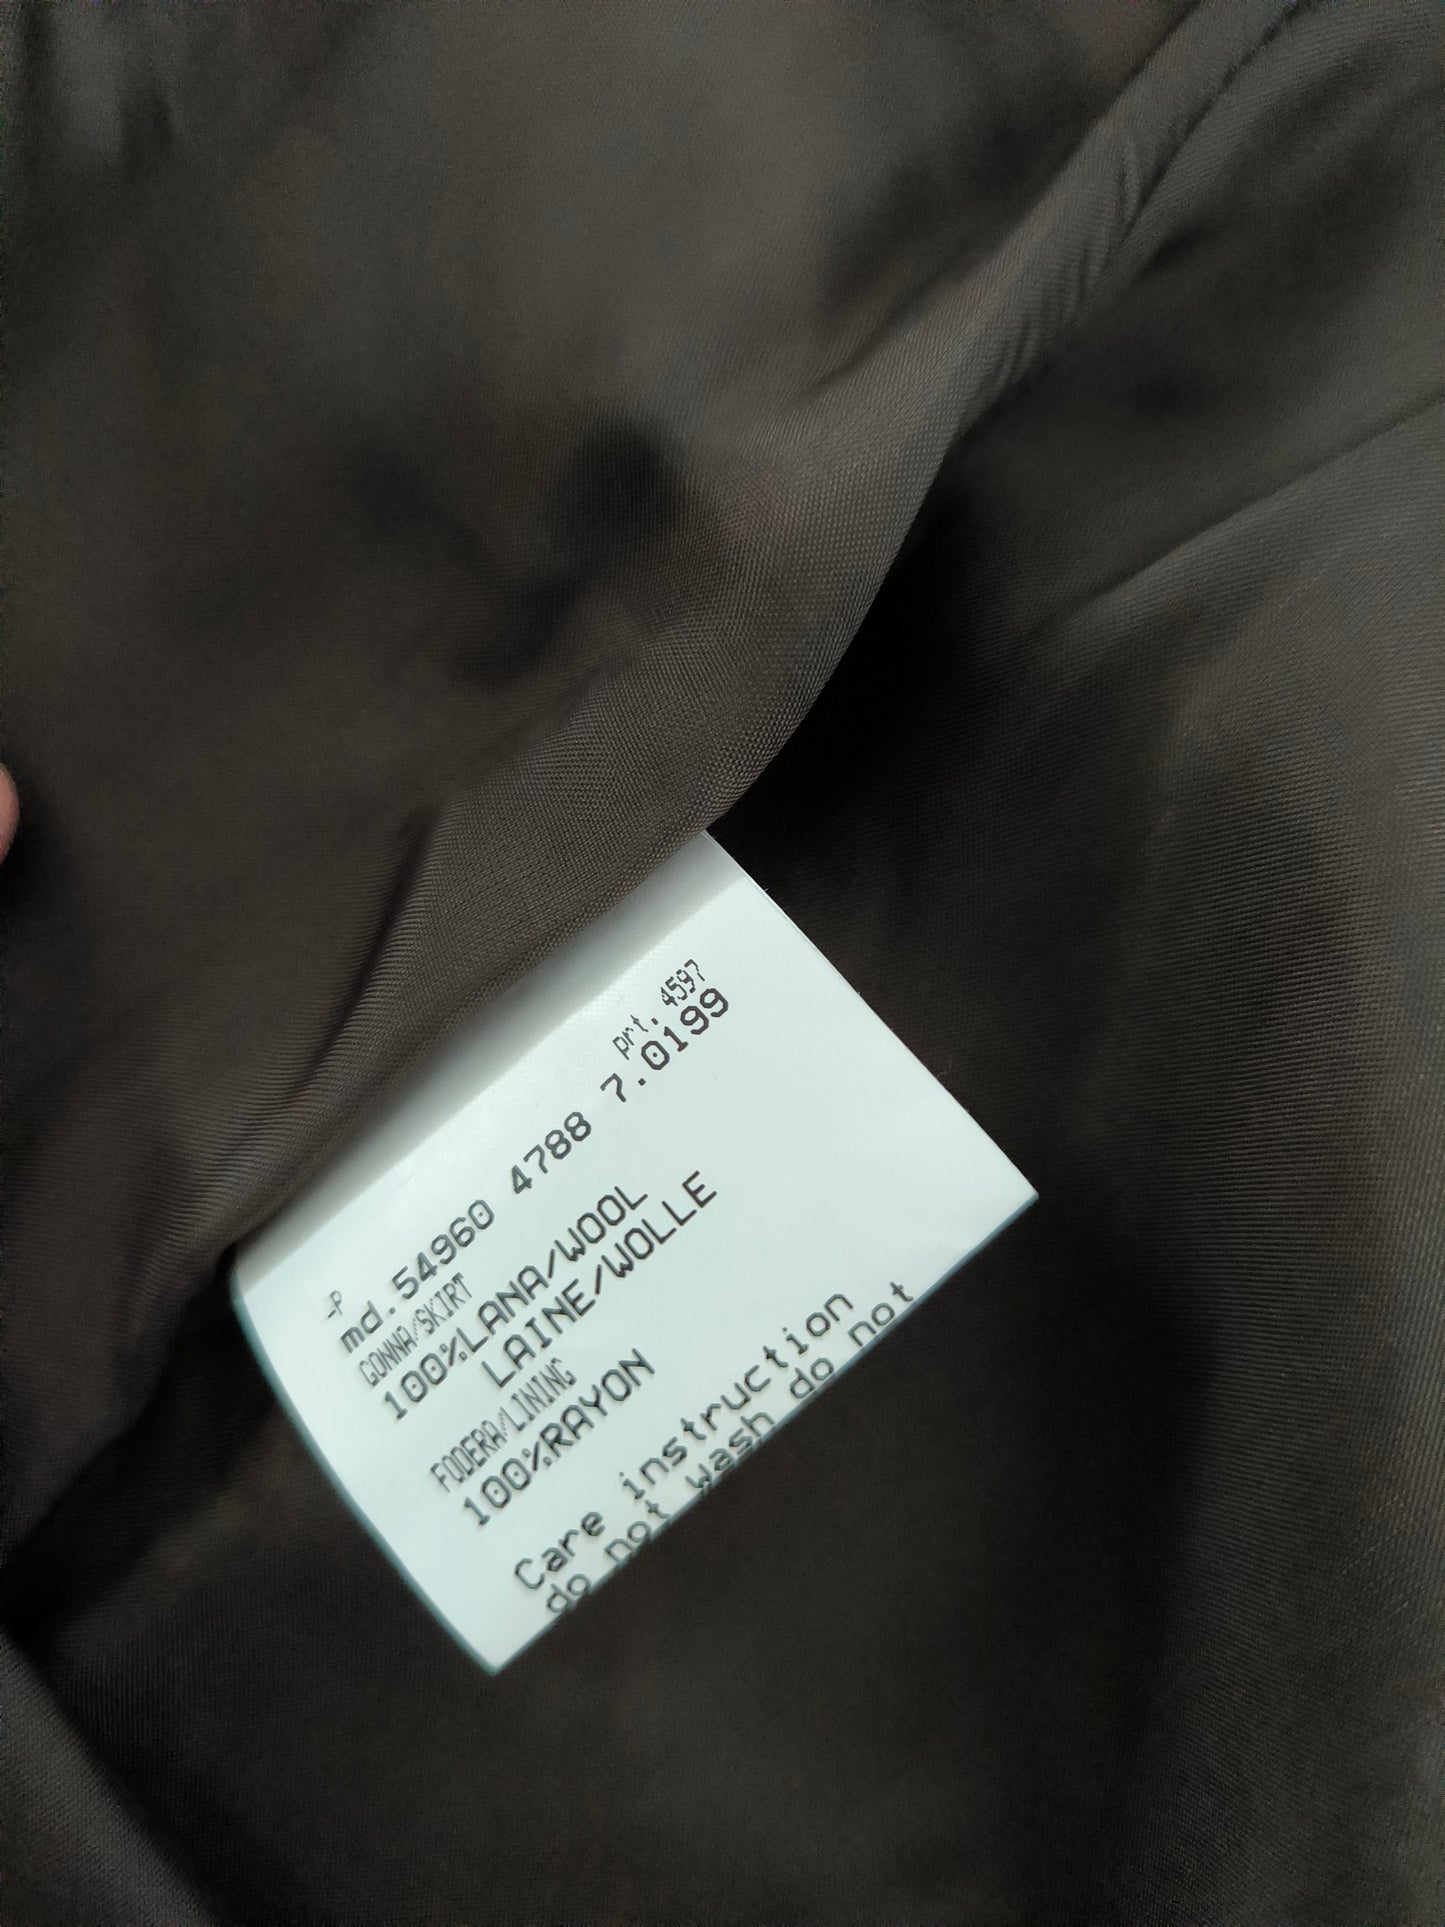 prt. 4597
_P
md.54960 4788 7.0199
GONNA/SKIRT
100%LANA/WOOL
LAINE/WOLLE
FODERA/LINING
100%RAYON
Care instruction
do not wash do not